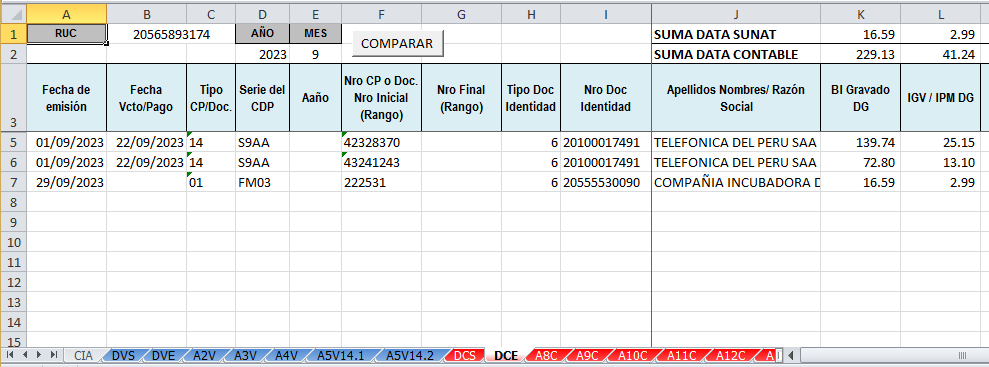 A B C D E F G H I J K L
1 RUC 20565893174 AÑO MES COMPARAR SUMA DATA SUNAT 16.59 2.99
2 2023 9 SUMA DATA CONTABLE 229.13 41.24
3 Fecha de emisión Fecha Vcto/Pago Tipo CP/Doc. Serie del CDP Aaño Nro CP o Doc. Nro Inicial (Rango) Nro Final (Rango) Tipo Doc Identidad Nro Doc Identidad Apellidos Nombres/ Razón Social BI Gravado DG IGV / IPM DG
5 01/09/2023 22/09/2023 14 S9AA 42328370 6 20100017491 TELEFONICA DEL PERU SAA 139.74 25.15
6 01/09/2023 22/09/2023 14 S9AA 43241243 6 20100017491 TELEFONICA DEL PERU SAA 72.80 13.10
7 29/09/2023 01 FM03 222531 6 20555530090 COMPAÑIA INCUBADORA D 16.59 2.99
8
9
10
11
12
13
14
15
CIA DVS DVE A2V A3V A4V A5V14.1 A5V14.2 DCS DCE A8C A9C A10C A11C A12C A